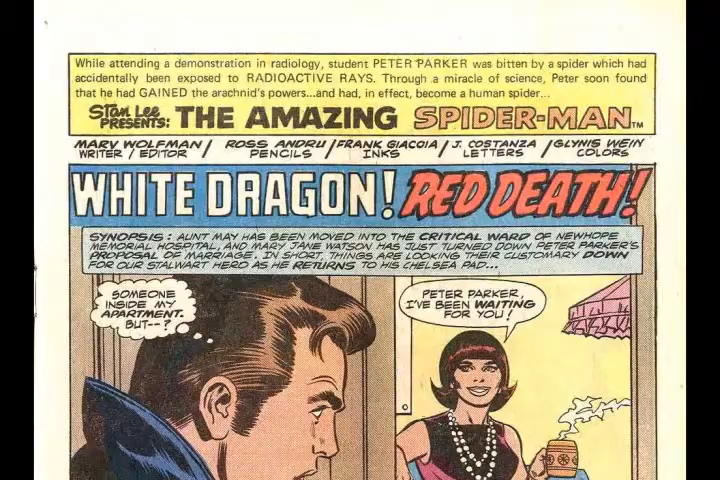 While attending a demonstration in radiology, student PETER PARKER was bitten by a spider which had
accidentally been exposed to RADIOACTIVE RAYS. Through a miracle of science, Peter soon found
that he had GAINED the arachnid's powers...and had, in effect, become a human spider...
Stan Lee
PRESENTS: THE AMAZING SPIDER-MAN TM
MARV WOLFMAN / ROSS ANDRU / FRANK GIACOIA / J. COSTANZA / GLYNIS WEIN
WRITER / EDITOR PENCILS INKS LETTERS COLORS
WHITE DRAGON! RED DEATH!
SYNOPSIS: AUNT MAY HAS BEEN MOVED INTO THE CRITICAL WARD OF NEWHOPE
MEMORIAL HOSPITAL, AND MARY JANE WATSON HAS JUST TURNED DOWN PETER PARKER'S
PROPOSAL OF MARRIAGE. IN SHORT, THINGS ARE LOOKING THEIR CUSTOMARY DOWN
FOR OUR STALWART HERO AS HE RETURNS TO HIS CHELSEA PAD...
SOMEONE
INSIDE MY
APARTMENT.
BUT--?
PETER PARKER,
I'VE BEEN WAITING
FOR YOU!